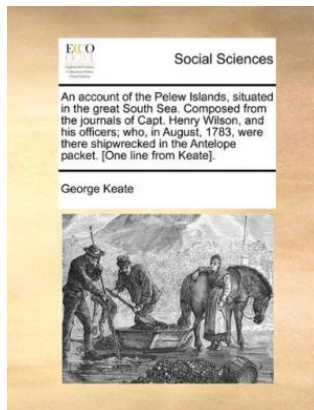 ECCO
Social Sciences
An account of the Pelew Islands, situated
in the great South Sea. Composed from
the journals of Capt. Henry Wilson, and
his officers; who, in August, 1783, were
there shipwrecked in the Antelope
packet. [One line from Keate].
George Keate